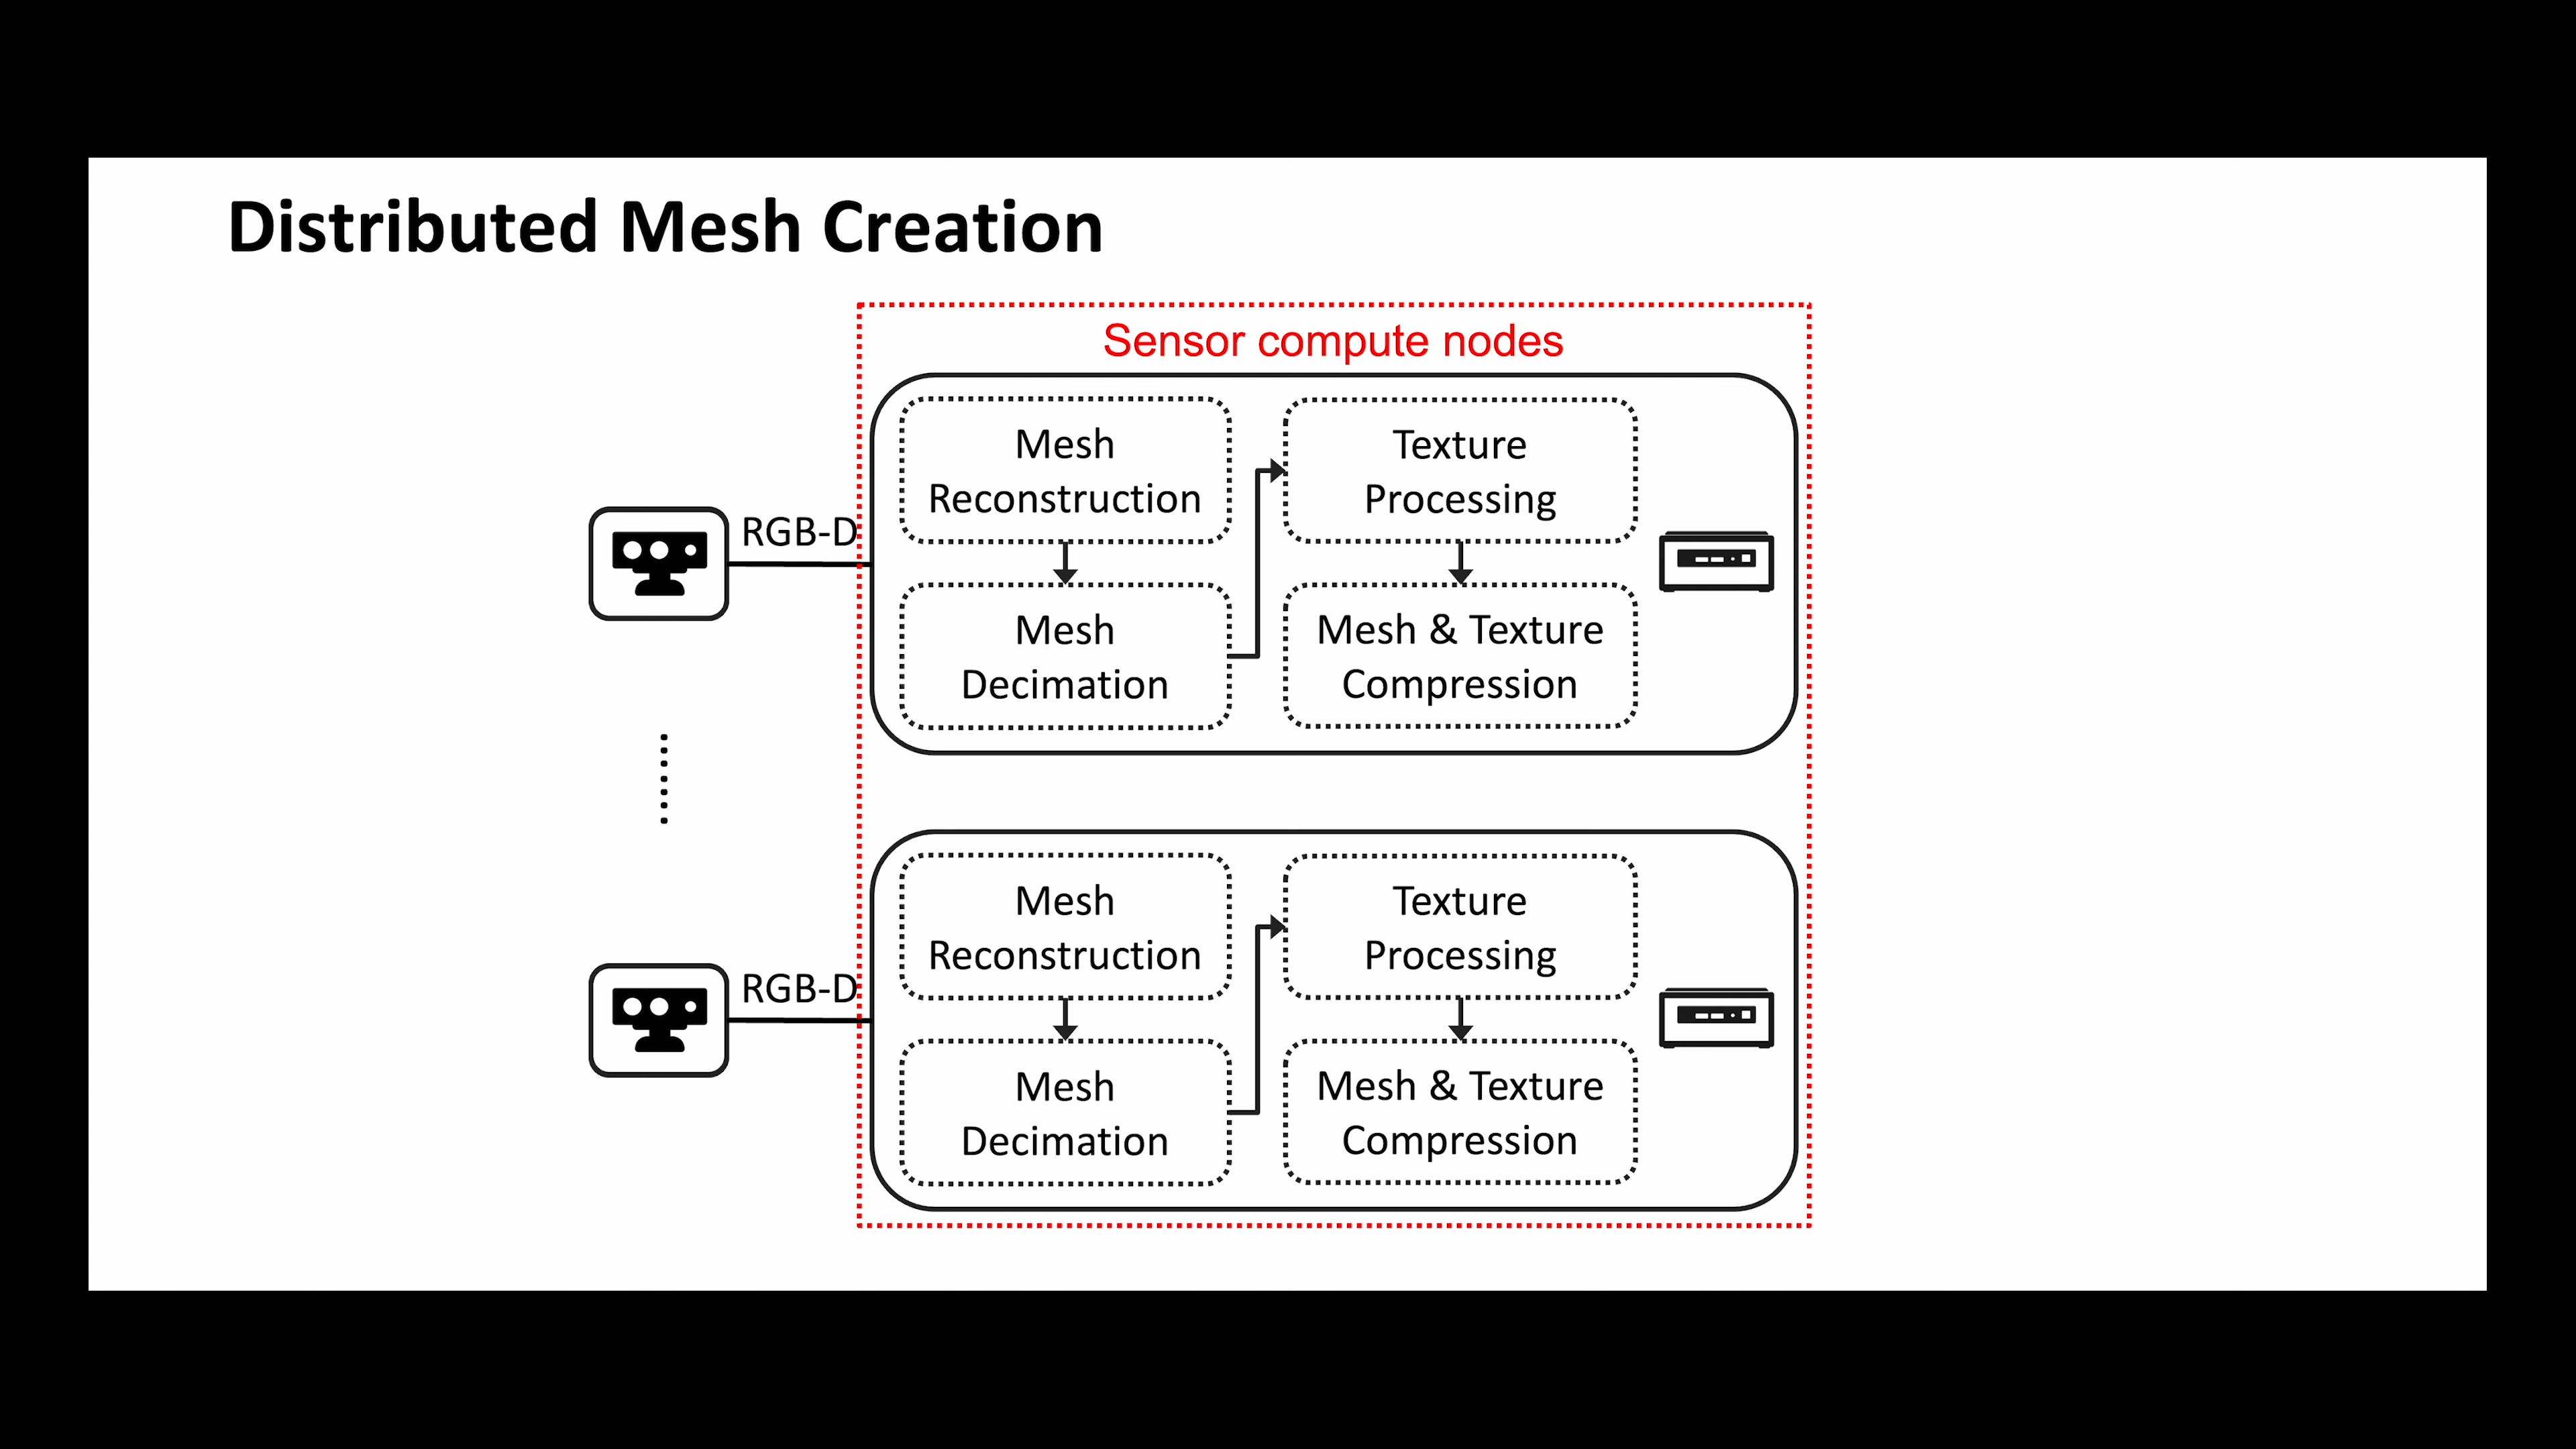 Distributed Mesh Creation
Sensor compute nodes
RGB-D
Mesh
Reconstruction
Mesh
Decimation
Texture
Processing
Mesh & Texture
Compression
RGB-D
Mesh
Reconstruction
Mesh
Decimation
Texture
Processing
Mesh & Texture
Compression